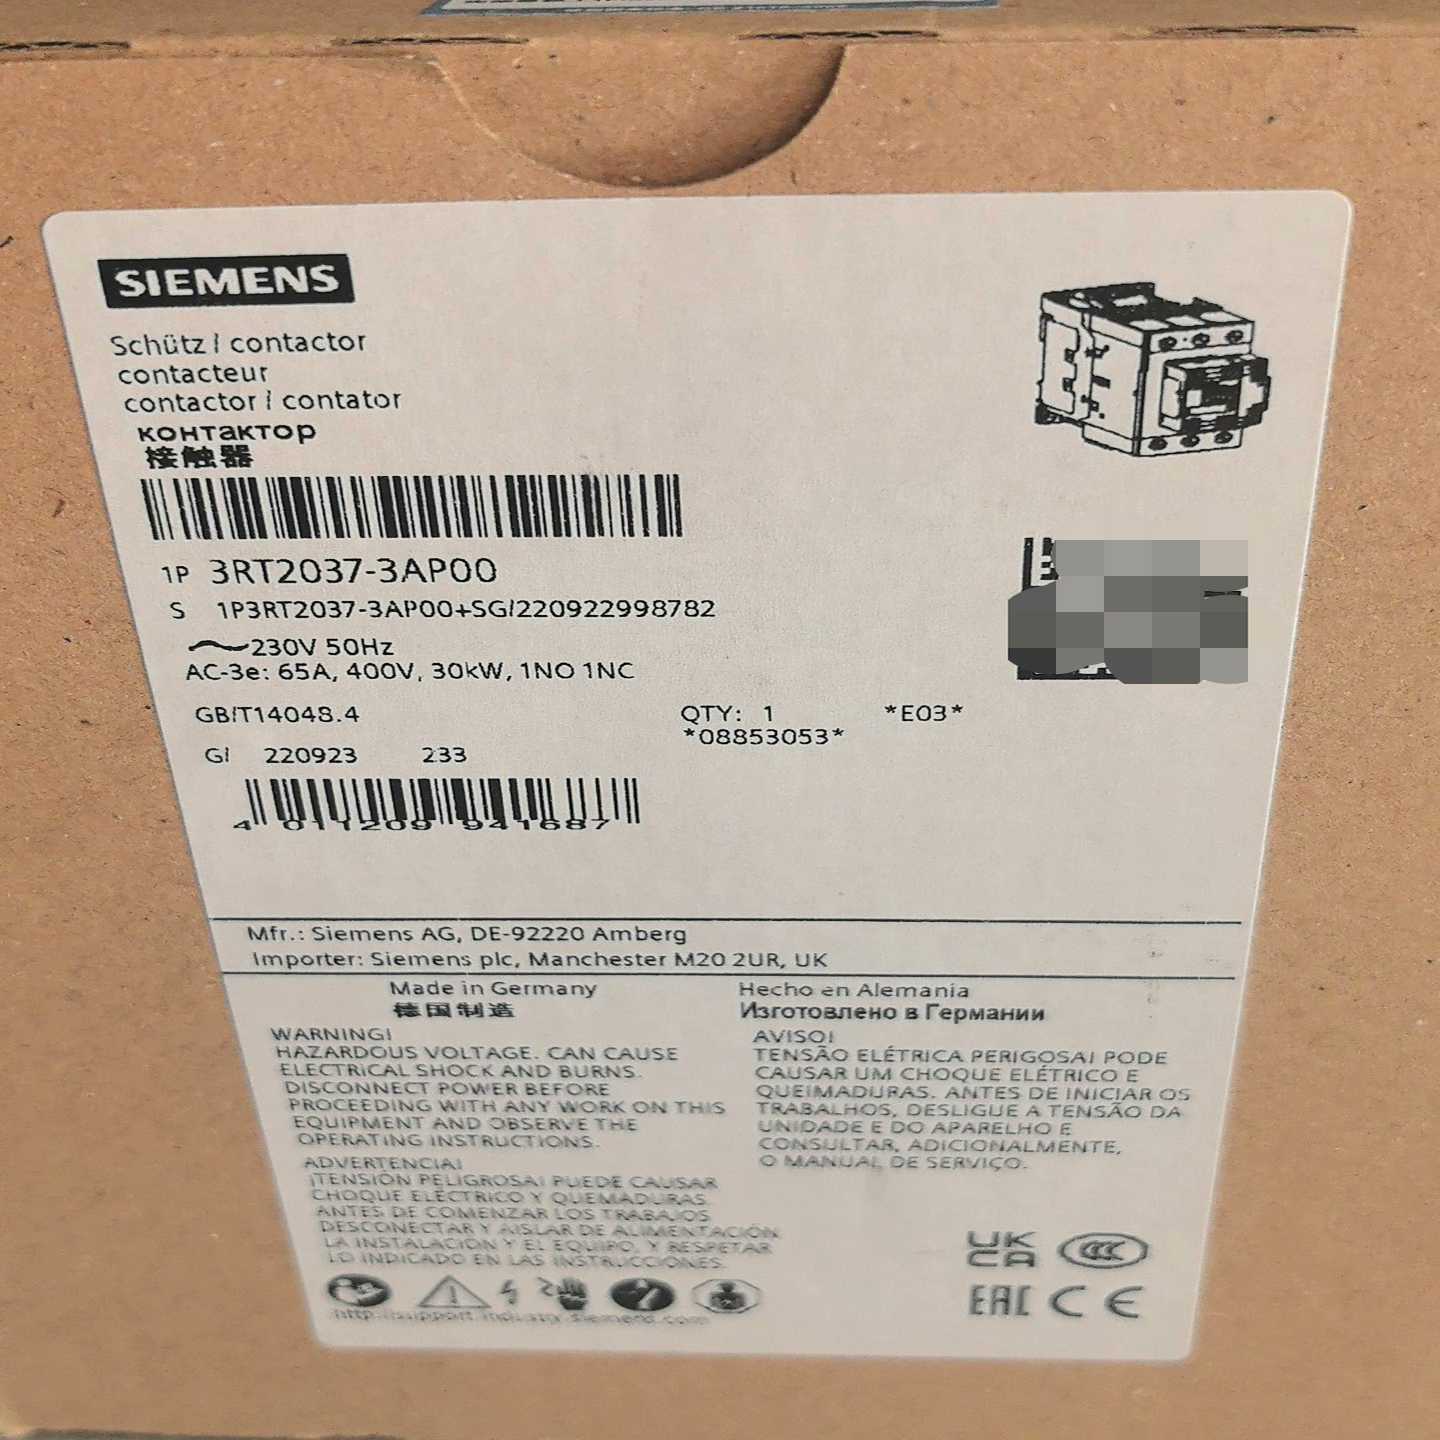 SIEMENS
Schütz / contactor
contacteur
contactor / contator
контактор
接触器
1P 3RT2037-3AP00
S 1P3RT2037-3AP00+SG/220922998782
230V 50Hz
AC-3e: 65A, 400V, 30kW, 1NO 1NC
GB/T14048.4
QTY: 1 *E03*
*08853053*
G/ 220923 233
4 011209 941687
Mfr.: Siemens AG, DE-92220 Amberg
Importer: Siemens plc, Manchester M20 2UR, UK
Made in Germany
德国制造
Hecho en Alemania
Изготовлено в Германии
WARNING!
HAZARDOUS VOLTAGE. CAN CAUSE
ELECTRICAL SHOCK AND BURNS.
DISCONNECT POWER BEFORE
PROCEEDING WITH ANY WORK ON THIS
EQUIPMENT AND OBSERVE THE
OPERATING INSTRUCTIONS.
ADVERTENCIA!
¡TENSIÓN PELIGROSA! PUEDE CAUSAR
CHOQUE ELÉCTRICO Y QUEMADURAS.
ANTES DE COMENZAR LOS TRABAJOS
DESCONECTAR Y AISLAR DE ALIMENTACIÓN
LA INSTALACIÓN Y EL EQUIPO, Y RESPETAR
LO INDICADO EN LAS INSTRUCCIONES.
AVISO!
TENSÃO ELÉTRICA PERIGOSA! PODE
CAUSAR UM CHOQUE ELÉTRICO E
QUEIMADURAS. ANTES DE INICIAR OS
TRABALHOS, DESLIGUE A TENSÃO DA
UNIDADE E DO APARELHO E
CONSULTAR, ADICIONALMENTE,
O MANUAL DE SERVIÇO.
http://support.industry.siemens.com
UK
CA
CCC
EAC CE